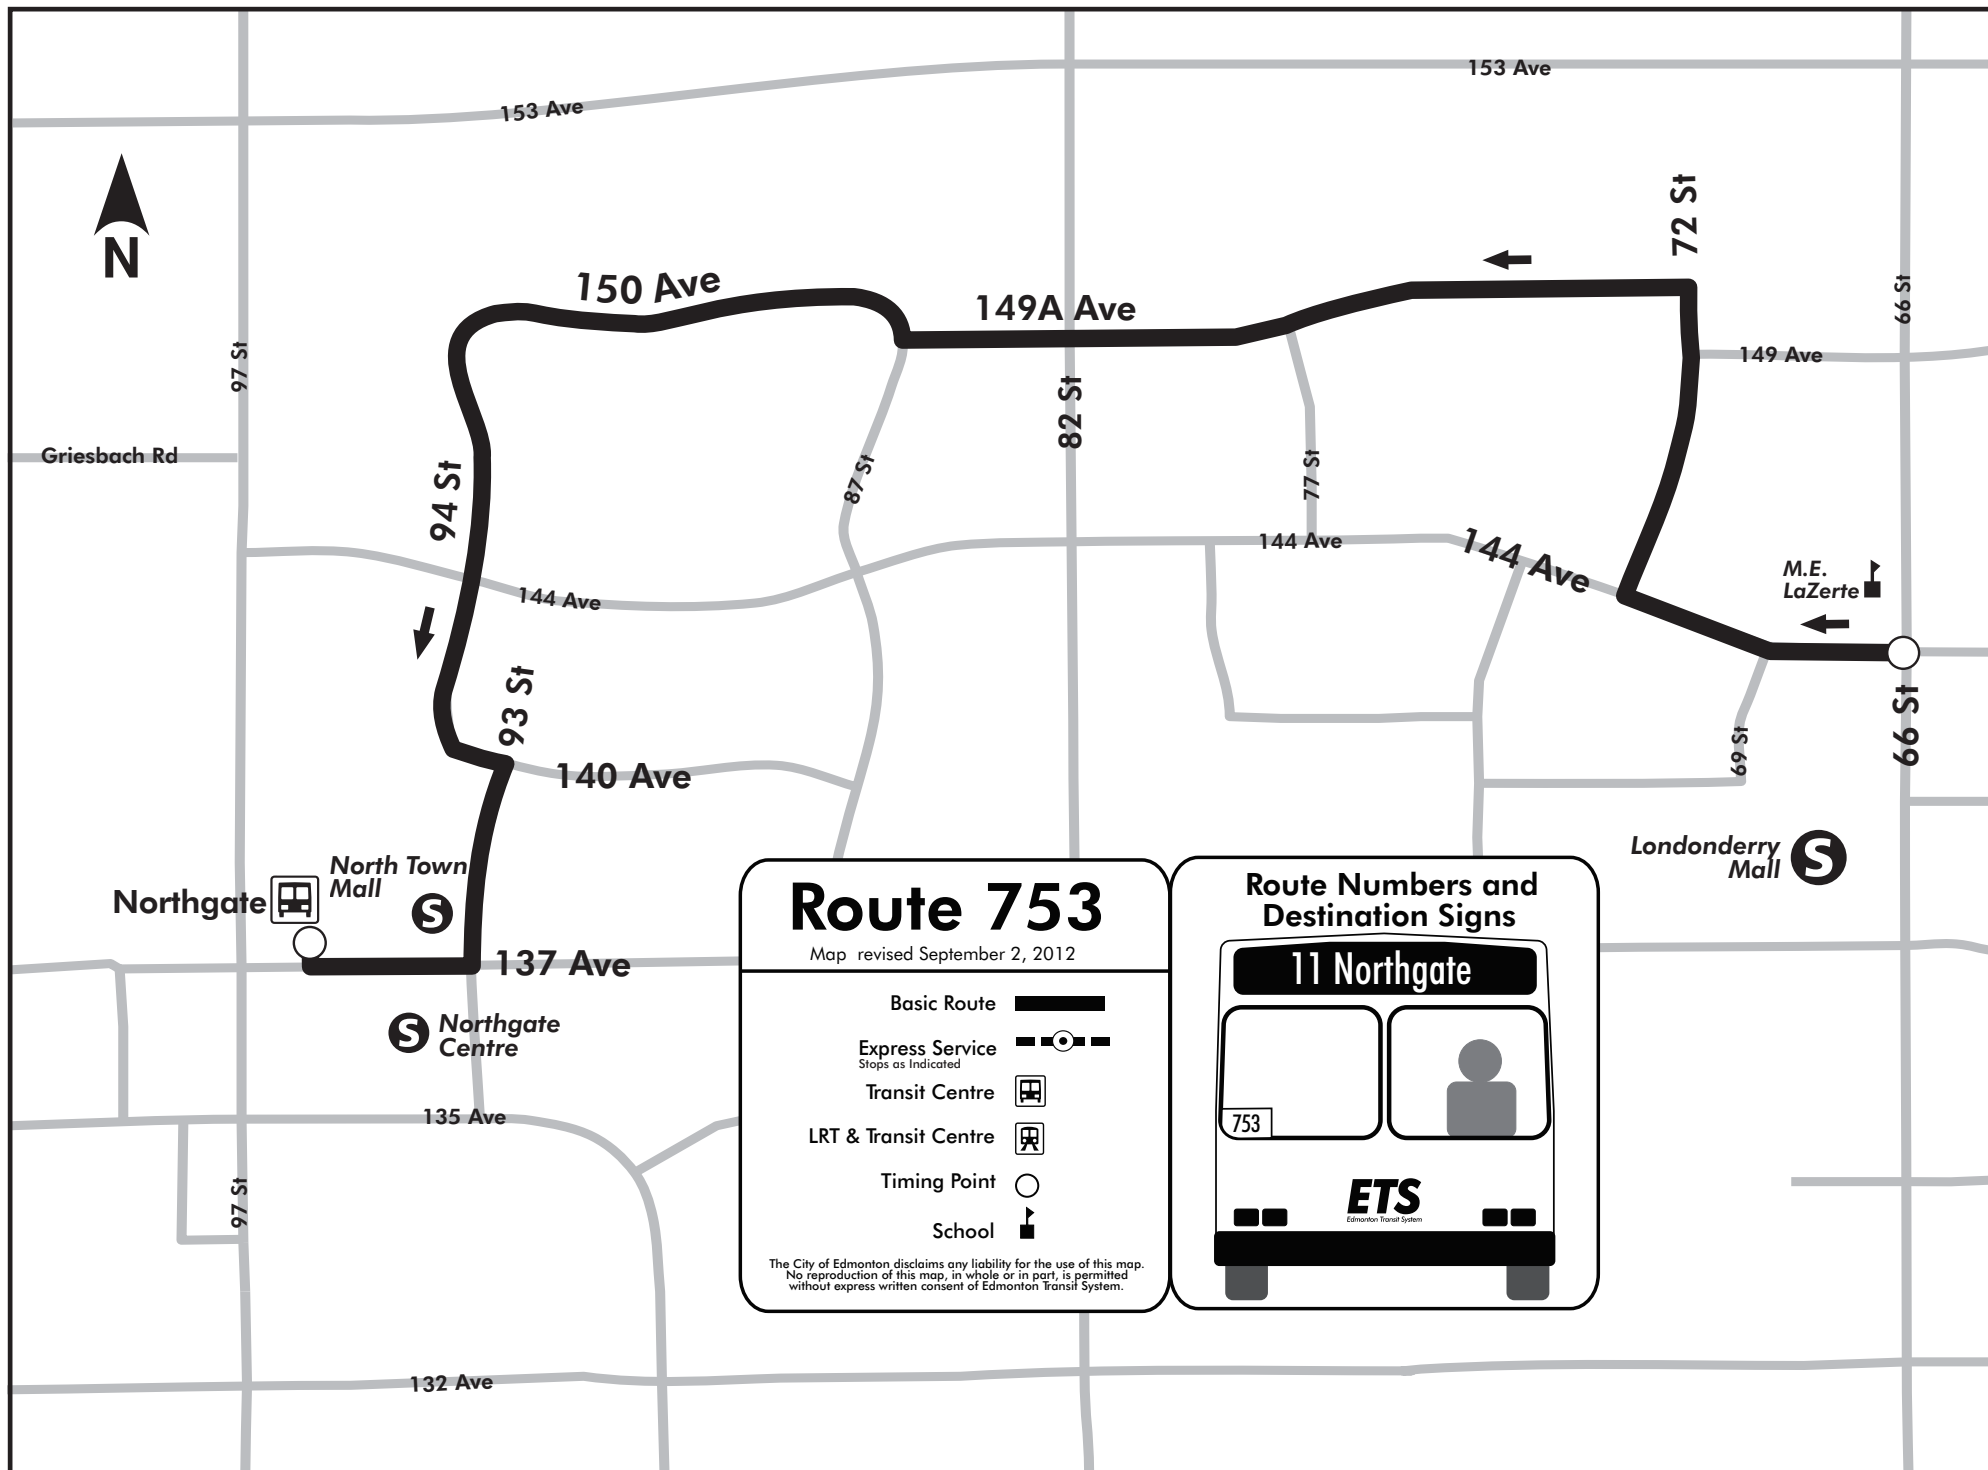 153 Ave
153 Ave
N
72 St
150 Ave
149A Ave
66 St
97 St
149 Ave
82 St
Griesbach Rd
94 St
87 St
77 St
144 Ave
144 Ave
144 Ave
M.E.
LaZerte
93 St
66 St
69 St
140 Ave
North Town
Mall
Northgate
S
Londonderry
Mall
S
137 Ave
S
Northgate
Centre
135 Ave
97 St
132 Ave
Route 753
Map revised September 2, 2012
Basic Route
Express Service
Stops as Indicated
Transit Centre
LRT & Transit Centre
Timing Point
School
The City of Edmonton disclaims any liability for the use of this map.
No reproduction of this map, in whole or in part, is permitted
without express written consent of Edmonton Transit System.
Route Numbers and
Destination Signs
11 Northgate
753
ETS
Edmonton Transit System